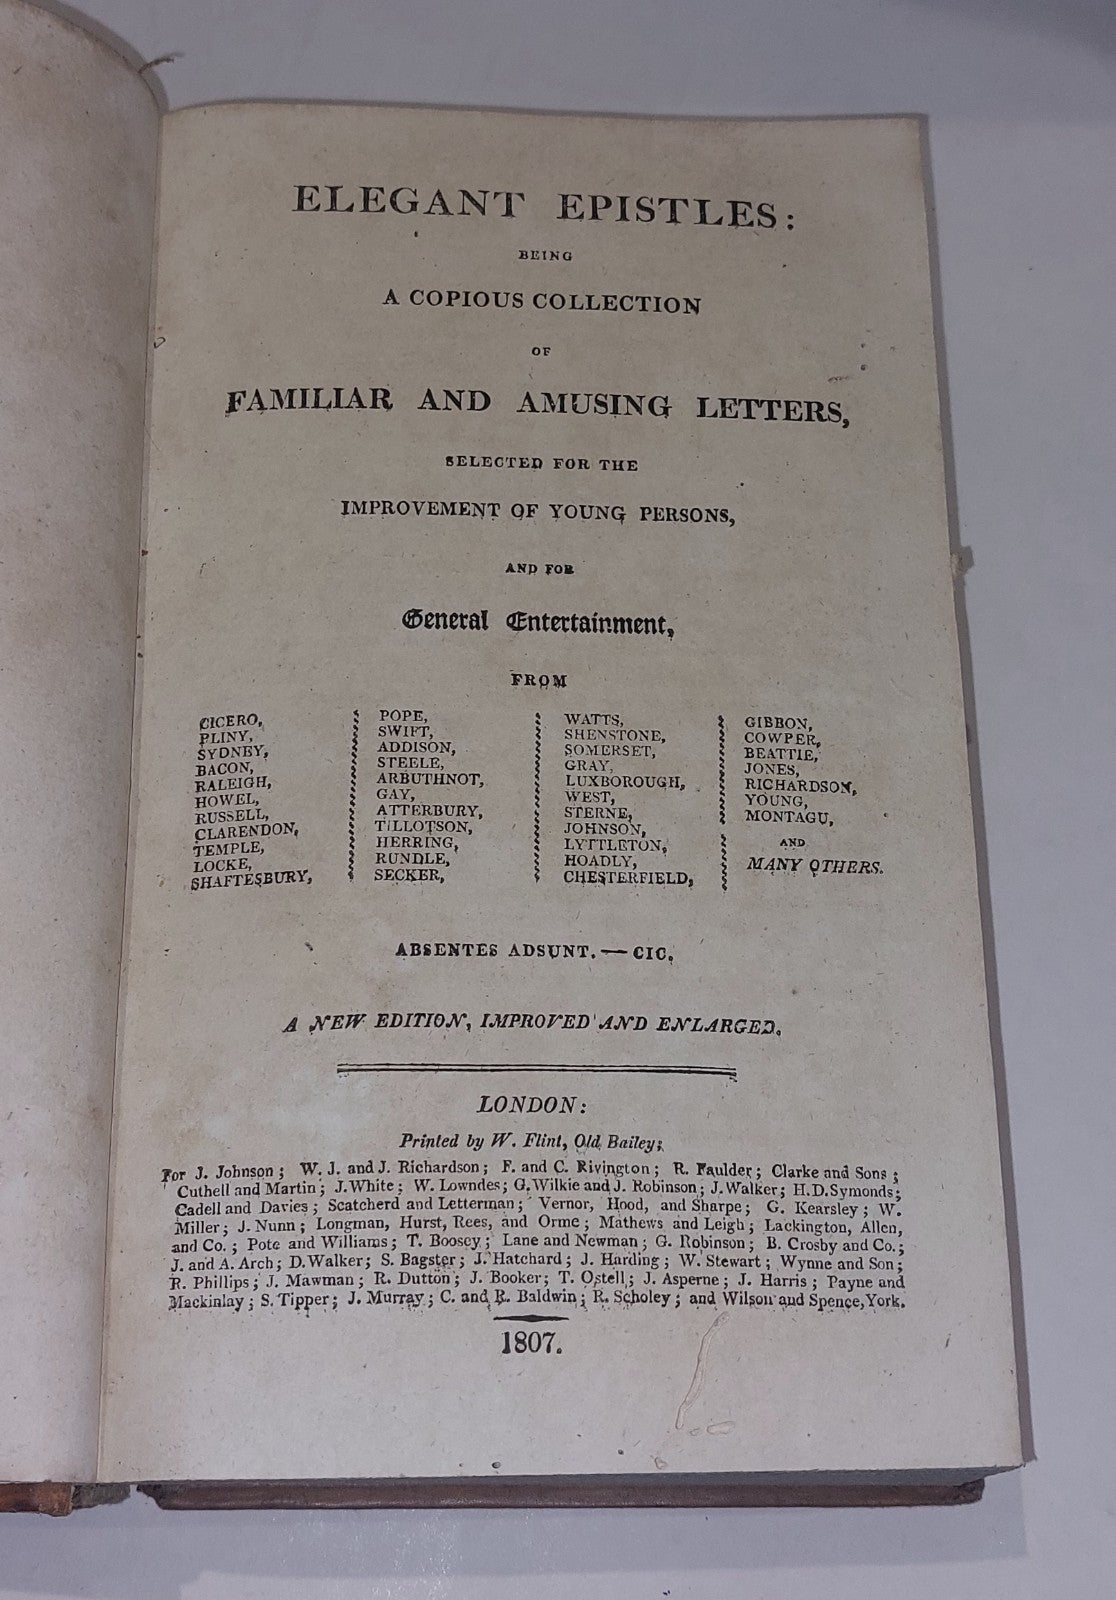 ELEGANT EPISTLES:
BEING
A COPIOUS COLLECTION
OF
FAMILIAR AND AMUSING LETTERS,
SELECTED FOR THE
IMPROVEMENT OF YOUNG PERSONS,
AND FOR
General Entertainment,
FROM
CICERO,
PLINY,
SYDNEY,
BACON,
RALEIGH,
HOWEL,
RUSSELL,
CLARENDON,
TEMPLE,
LOCKE,
SHAFTESBURY,
POPE,
SWIFT,
ADDISON,
STEELE,
ARBUTHNOT,
GAY,
ATTERBURY,
TILLOTSON,
HERRING,
RUNDLE,
SECKER,
WATTS,
SHENSTONE,
SOMERSET,
GRAY,
LUXBOROUGH,
WEST,
STERNE,
JOHNSON,
LYTTLETON,
HOADLY,
CHESTERFIELD,
GIBBON,
COWPER,
BEATTIE,
JONES,
RICHARDSON,
YOUNG,
MONTAGU,
AND
MANY OTHERS.
ABSENTES ADSUNT.—CIC.
A NEW EDITION, IMPROVED AND ENLARGED.
LONDON:
Printed by W. Flint, Old Bailey;
For J. Johnson; W. J. and J. Richardson; F. and C. Rivington; R. Faulder; Clarke and Sons;
Cuthell and Martin; J. White; W. Lowndes; G. Wilkie and J. Robinson; J. Walker; H. D. Symonds;
Cadell and Davies; Scatcherd and Letterman; Vernor, Hood, and Sharpe; G. Kearsley; W.
Miller; J. Nunn; Longman, Hurst, Rees, and Orme; Mathews and Leigh; Lackington, Allen,
and Co.; Pote and Williams; T. Boosey; Lane and Newman; G. Robinson; B. Crosby and Co.;
J. and A. Arch; D. Walker; S. Bagster; J. Hatchard; J. Harding; W. Stewart; Wynne and Son;
R. Phillips; J. Mawman; R. Dutton; J. Booker; T. Ostell; J. Asperne; J. Harris; Payne and
Mackinlay; S. Tipper; J. Murray; C. and R. Baldwin; R. Scholey; and Wilson and Spence, York.
1807.